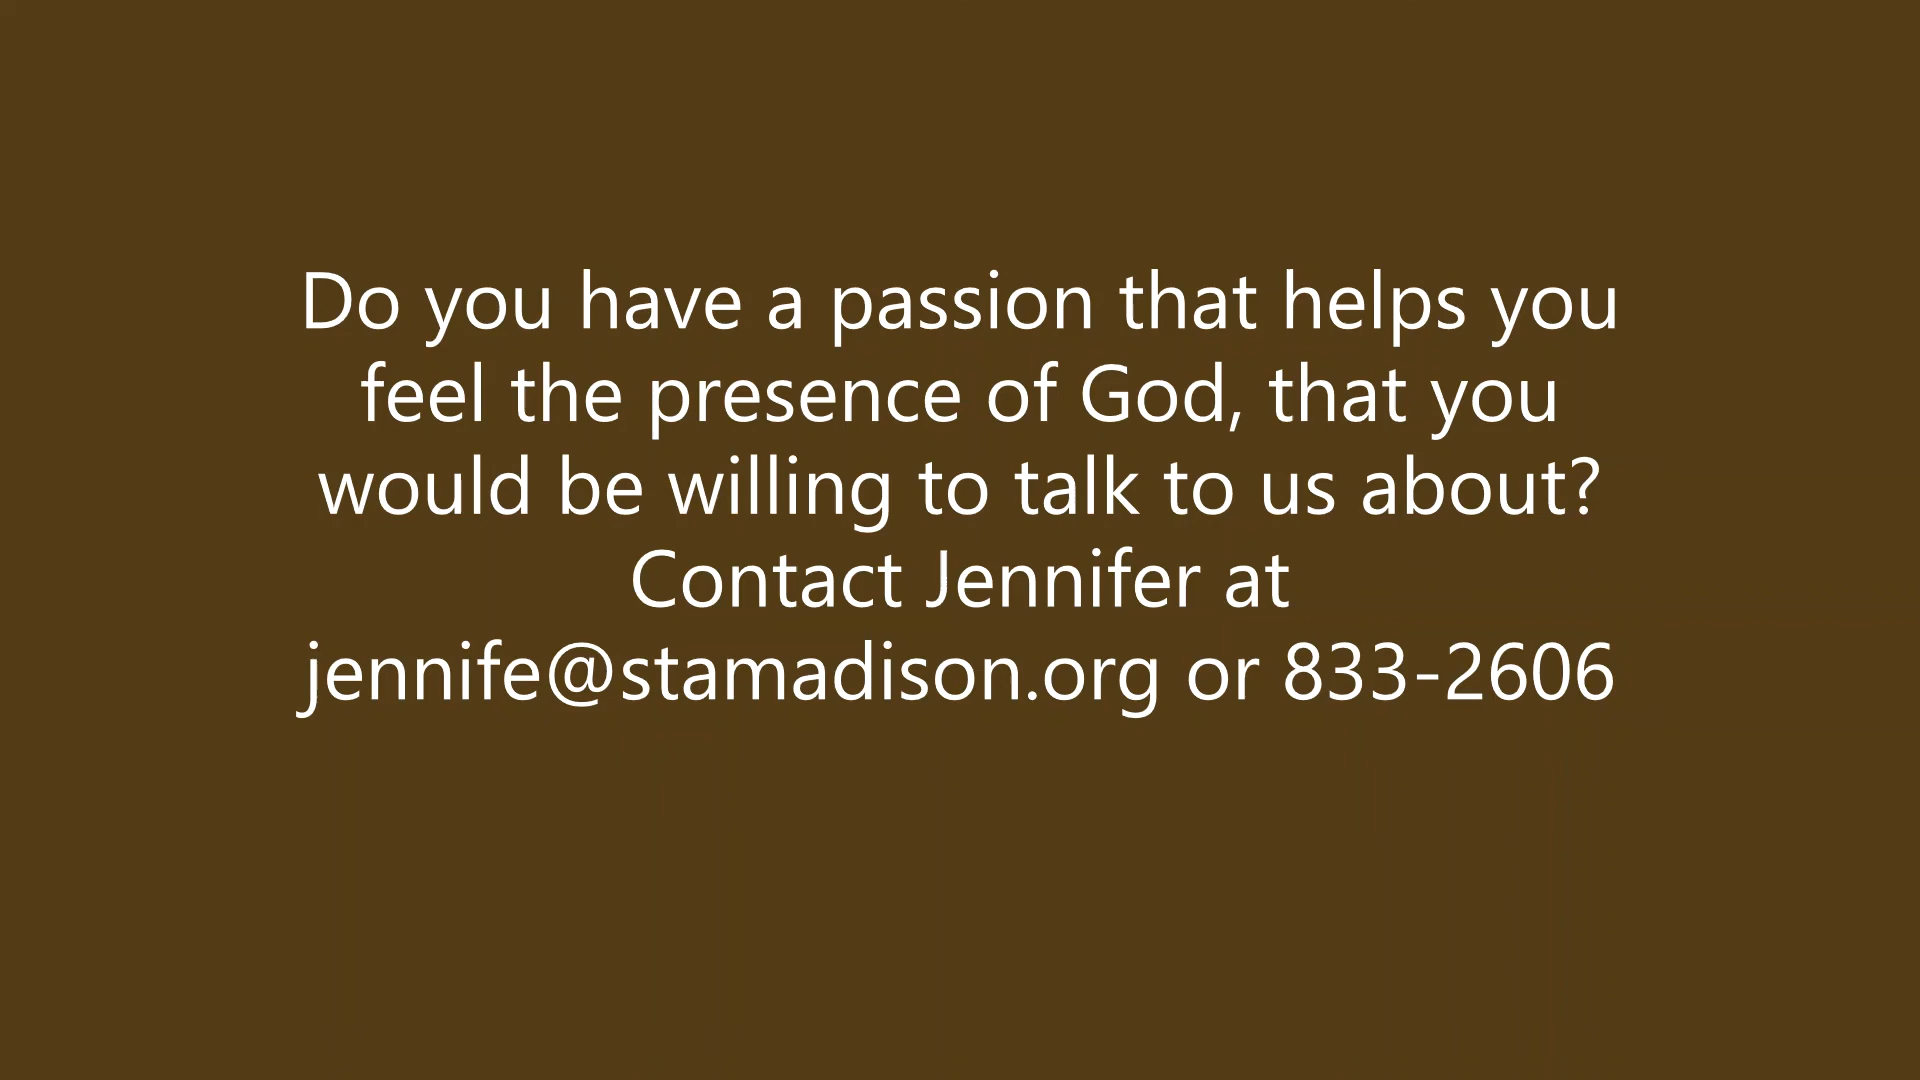 Do you have a passion that helps you
feel the presence of God, that you
would be willing to talk to us about?
Contact Jennifer at
jennife@stamadison.org or 833-2606